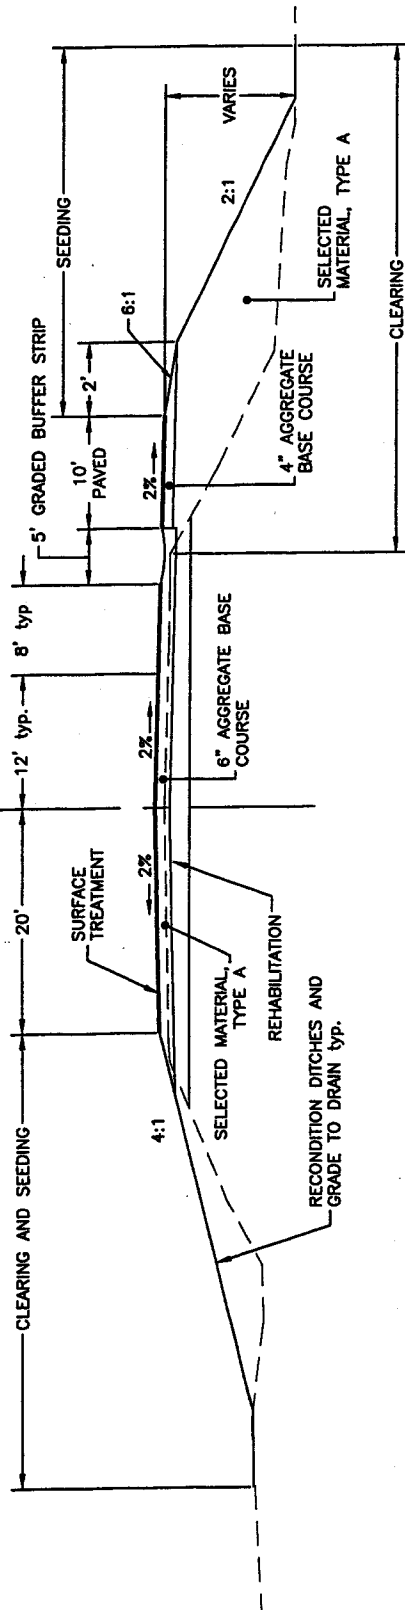 CLEARING AND SEEDING
20'
12' typ.
8' typ
5' GRADED BUFFER STRIP
10'
PAVED
2'
SEEDING
6:1
VARIES
SURFACE
TREATMENT
2%
2%
2%
4:1
2:1
SELECTED MATERIAL,
TYPE A
REHABILITATION
6" AGGREGATE BASE
COURSE
4" AGGREGATE
BASE COURSE
SELECTED
MATERIAL, TYPE A
RECONDITION DITCHES AND
GRADE TO DRAIN typ.
CLEARING